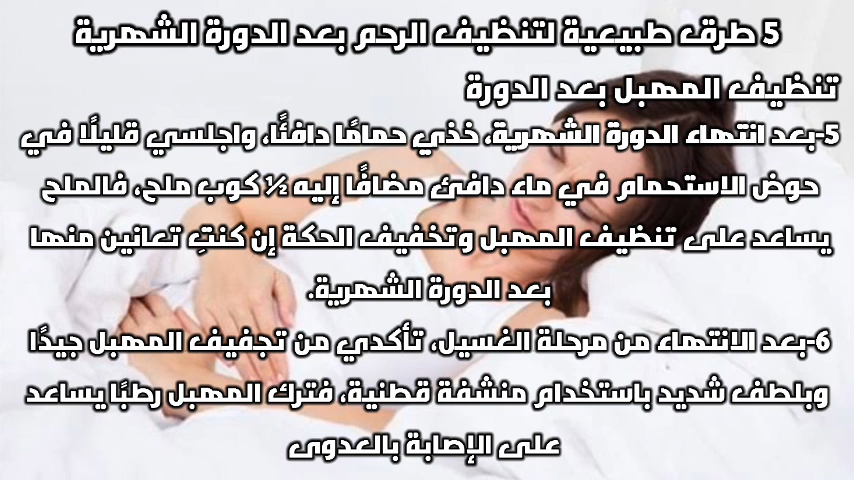 5 طرق طبيعية لتنظيف الرحم بعد الدورة الشهرية
تنظيف المهبل بعد الدورة
5-بعد انتهاء الدورة الشهرية، خذي حمامًا دافئًا، واجلسي قليلًا في
حوض الاستحمام في ماء دافئ مضافًا إليه ½ كوب ملح، فالملح
يساعد على تنظيف المهبل وتخفيف الحكة إن كنتِ تعانين منها
بعد الدورة الشهرية.
6-بعد الانتهاء من مرحلة الغسيل، تأكدي من تجفيف المهبل جيدًا
وبلطف شديد باستخدام منشفة قطنية، فترك المهبل رطبًا يساعد
على الإصابة بالعدوى